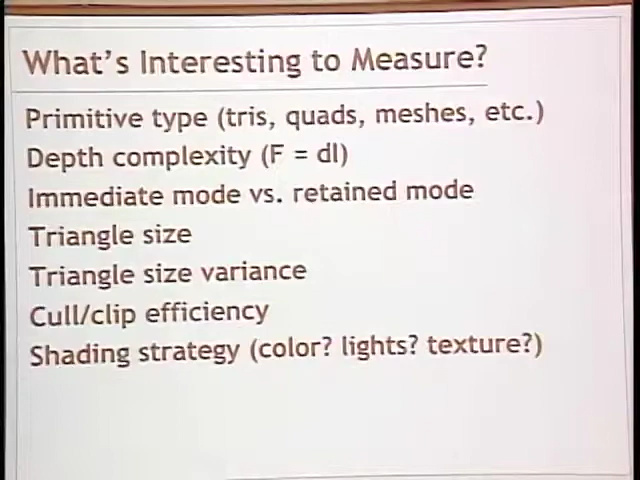 What's Interesting to Measure?
Primitive type (tris, quads, meshes, etc.)
Depth complexity (F = dI)
Immediate mode vs. retained mode
Triangle size
Triangle size variance
Cull/clip efficiency
Shading strategy (color? lights? texture?)